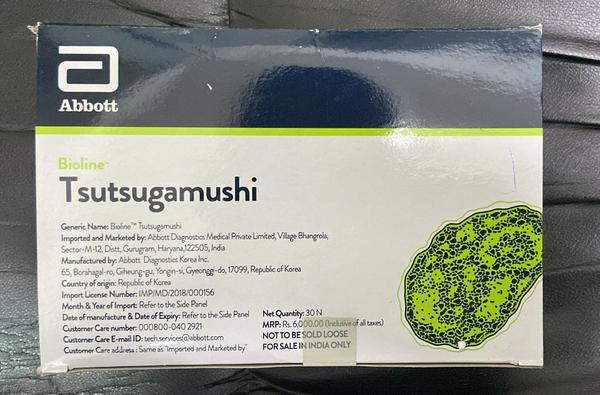 Abbott
Bioline™
Tsutsugamushi
Generic Name: Bioline™ Tsutsugamushi
Imported and Marketed by: Abbott Diagnostics Medical Private Limited, Village Bhangrola,
Sector-M-12, Distt, Gurugram, Haryana,122505, India
Manufactured by: Abbott Diagnostics Korea Inc.
65, Borahagal-ro, Giheung-gu, Yongin-si, Gyeonggi-do, 17099, Republic of Korea
Country of origin: Republic of Korea
Import License Number: IMP/MD/2018/000156
Month & Year of Import: Refer to the Side Panel
Date of manufacture & Date of Expiry: Refer to the Side Panel
Customer Care number: 000800-040 2921
Customer Care E-mail ID: tech.services@abbott.com
Customer Care address : Same as "Imported and Marketed by"
Net Quantity: 30 N
MRP: Rs. 6,000.00 (Inclusive of all taxes)
NOT TO BE SOLD LOOSE
FOR SALE IN INDIA ONLY